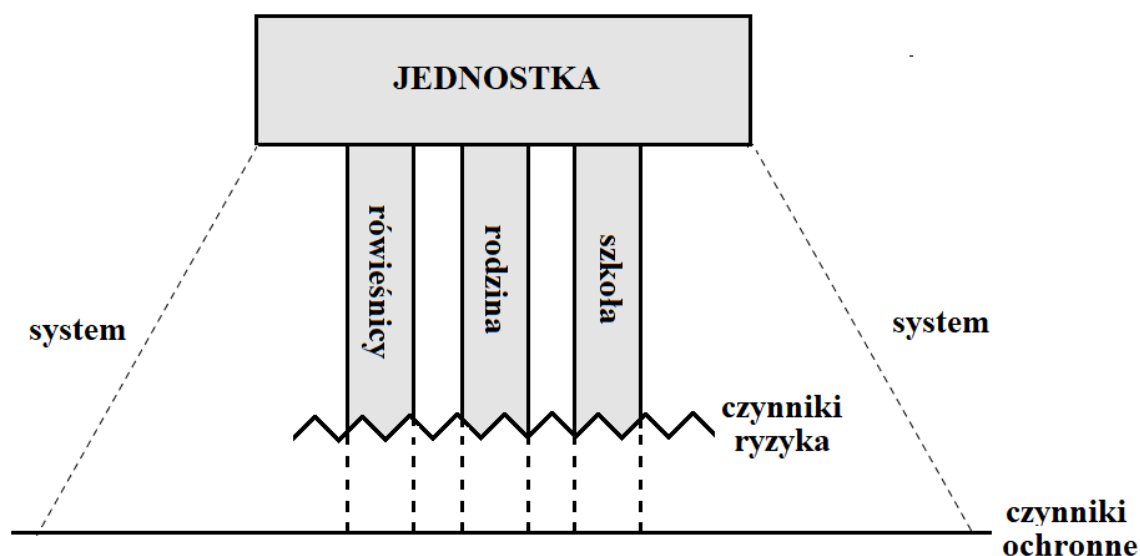 JEDNOSTKA
rówieśnicy
rodzina
szkoła
system
system
czynniki
ryzyka
czynniki
ochronne